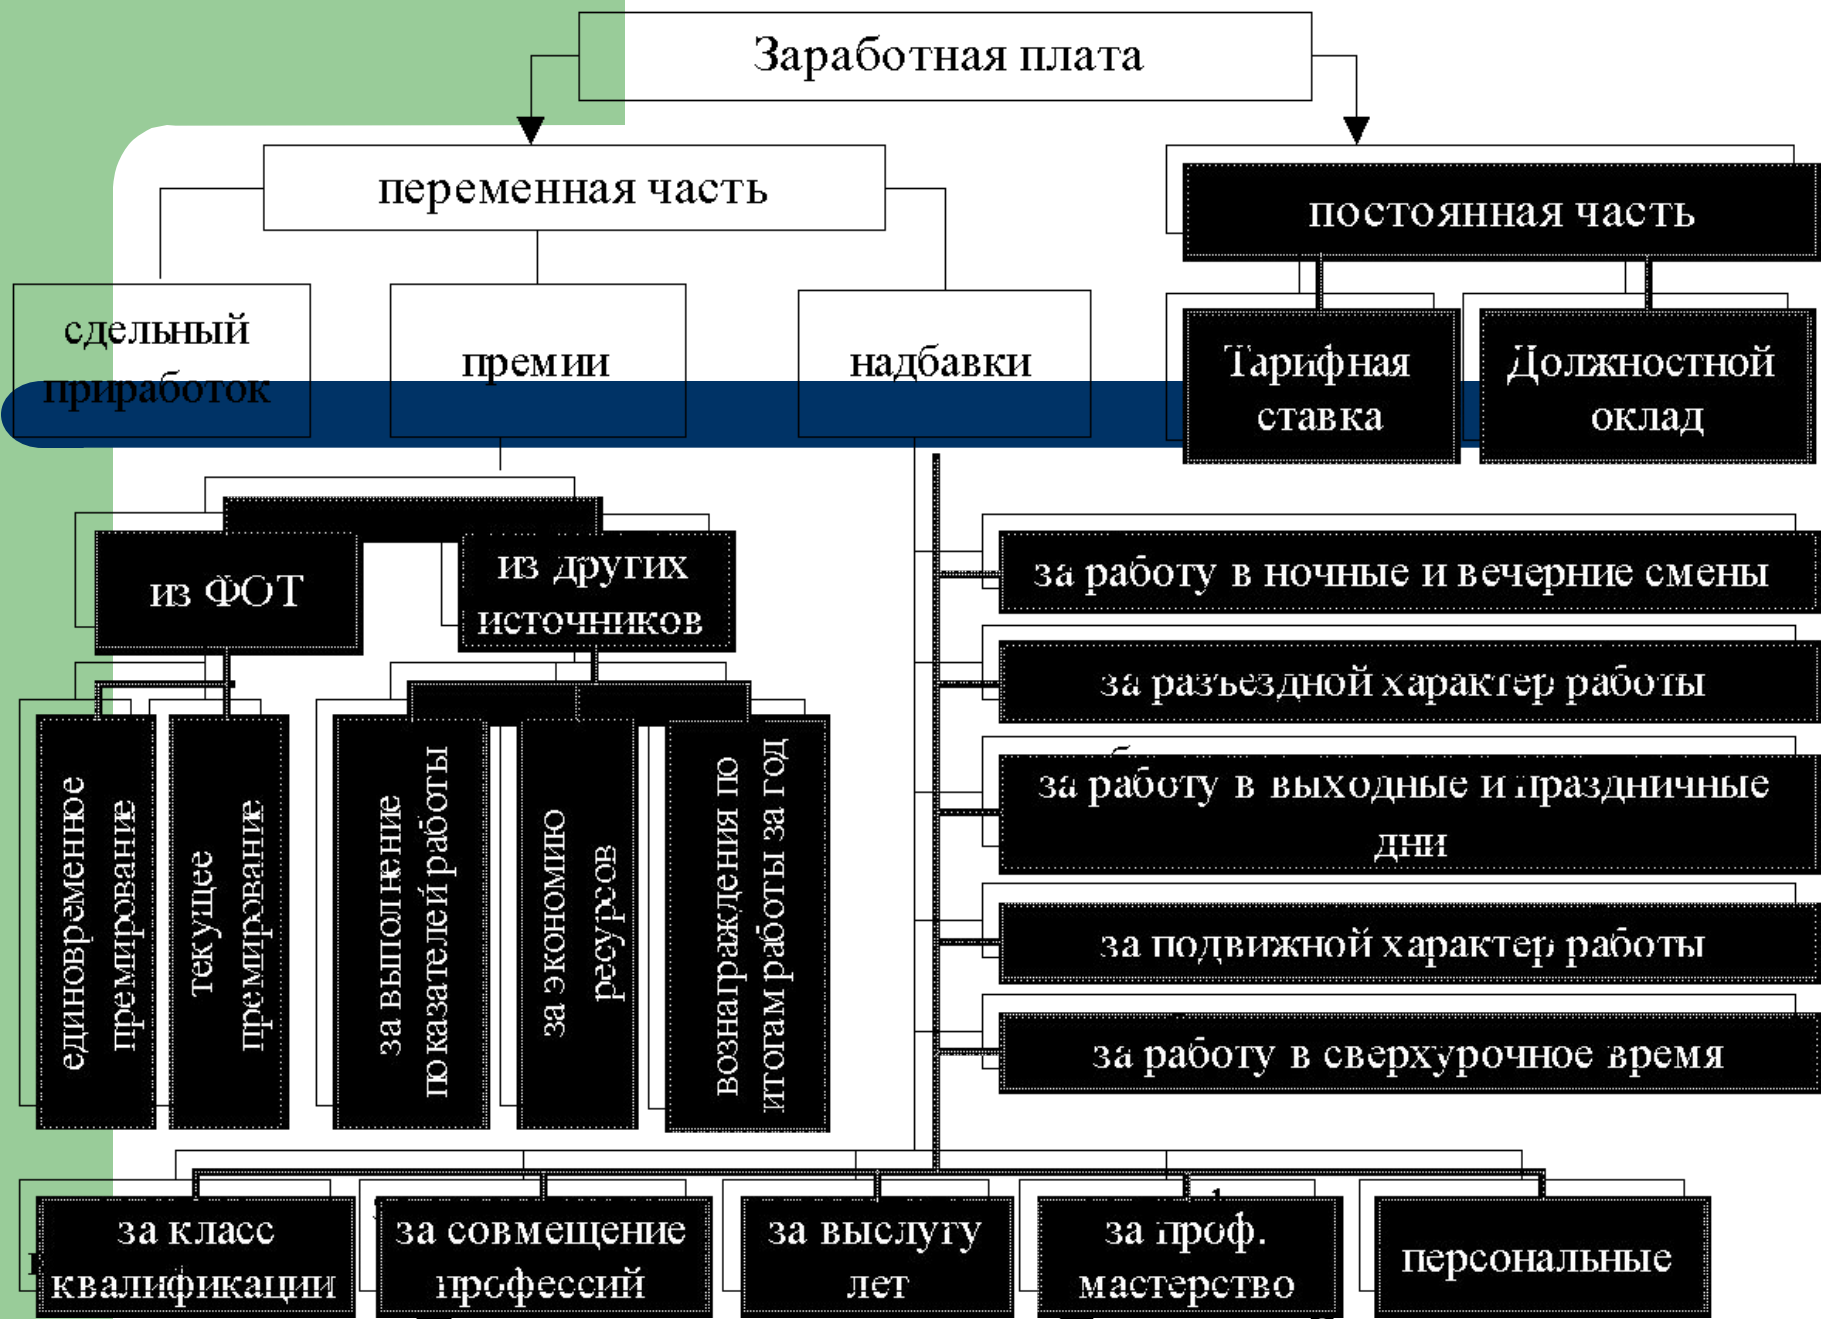 Заработная плата
переменная часть
постоянная часть
сдельный
приработок
премии
надбавки
Тарифная
ставка
Должностной
оклад
из ФОТ
из других
источников
единовременное
премирование
текущее
премирование
за выполнение
показателей работы
за экономию
ресурсов
вознаграждения по
итогам работы за год
за работу в ночные и вечерние смены
за разъездной характер работы
за работу в выходные и праздничные
дни
за подвижной характер работы
за работу в сверхурочное время
за класс
квалификации
за совмещение
профессий
за выслугу
лет
за проф.
мастерство
персональные